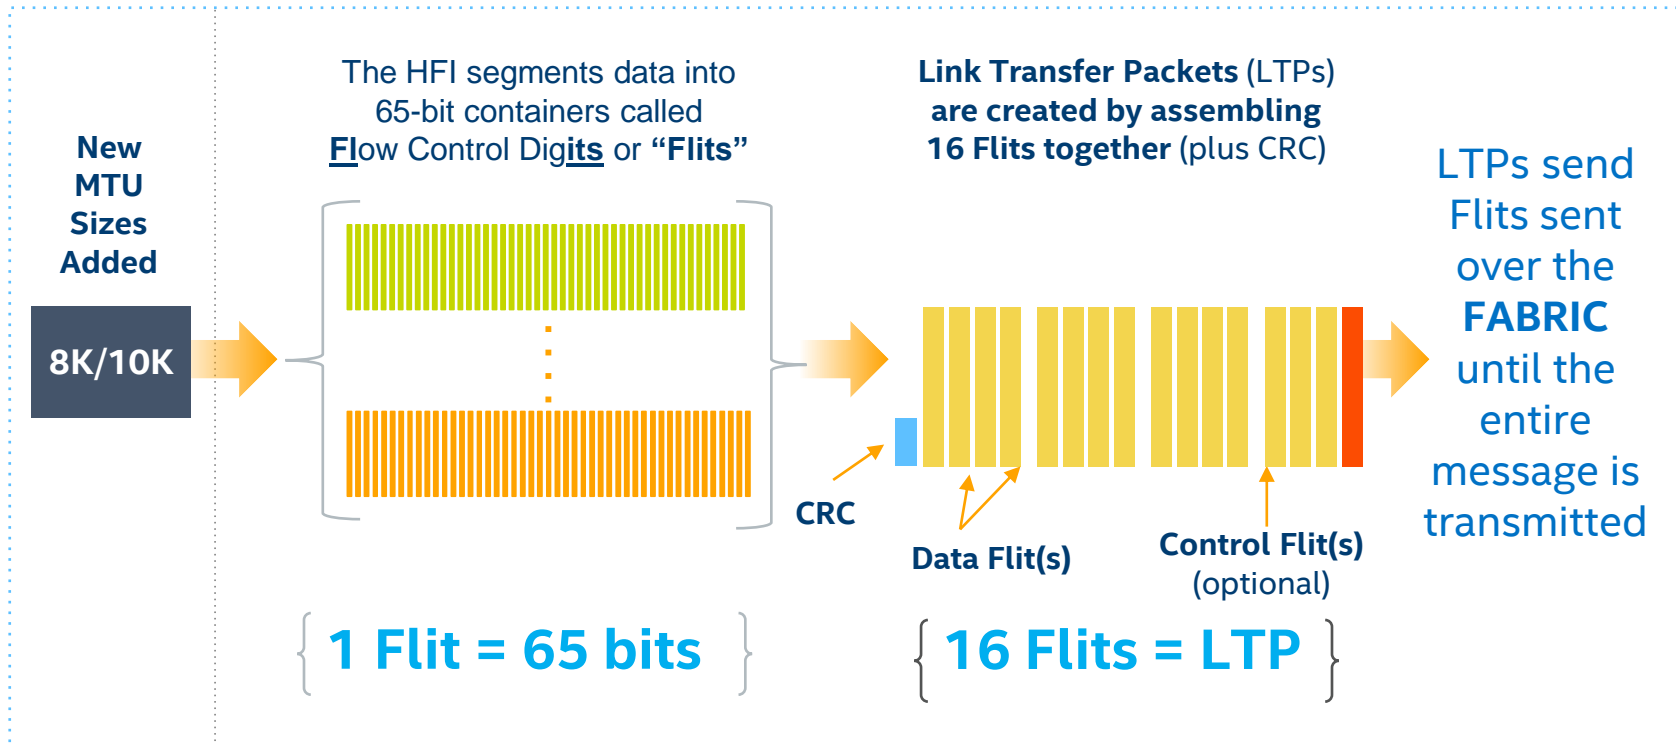 New
MTU
Sizes
Added
8K/10K
The HFI segments data into
65-bit containers called
Flow Control Digits or “Flits”
1 Flit = 65 bits
Link Transfer Packets (LTPs)
are created by assembling
16 Flits together (plus CRC)
CRC
Data Flit(s)
Control Flit(s)
(optional)
16 Flits = LTP
LTPs send
Flits sent
over the
FABRIC
until the
entire
message is
transmitted